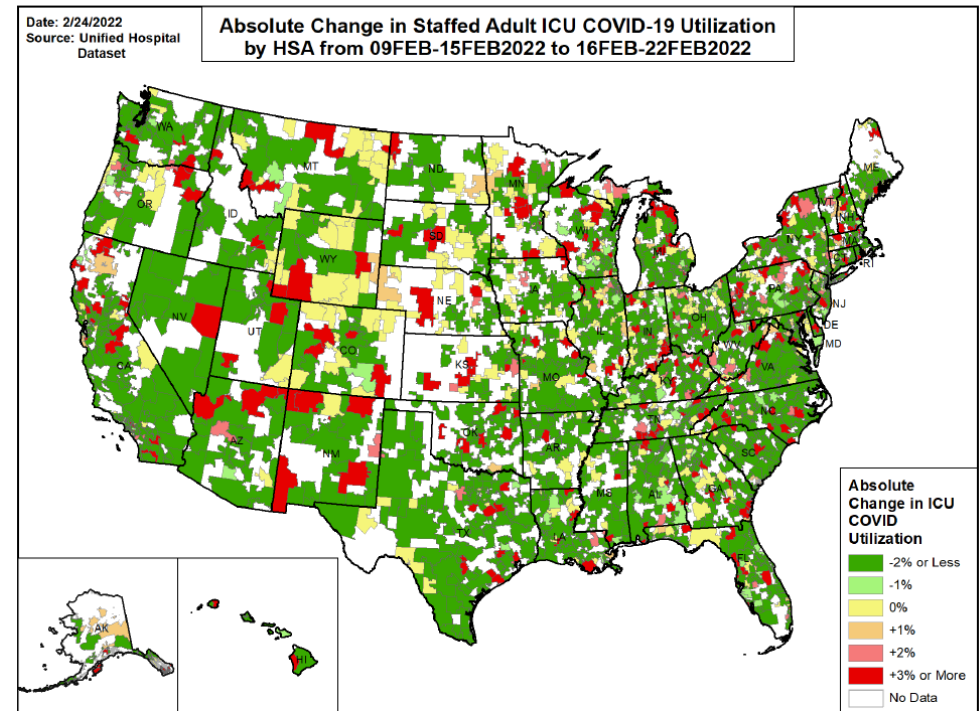 Date: 2/24/2022
Source: Unified Hospital
Dataset
Absolute Change in Staffed Adult ICU COVID-19 Utilization
by HSA from 09FEB-15FEB2022 to 16FEB-22FEB2022
WA
MT
ND
MN
ME
OR
ID
WY
SD
WI
VT
NH
NY
MA
CT
RI
NV
UT
CO
NE
IA
IL
IN
OH
PA
NJ
DE
MD
WV
VA
CA
KS
MO
KY
NC
TN
AZ
NM
OK
AR
SC
MS
AL
GA
TX
LA
FL
AK
HI
Absolute
Change in ICU
COVID
Utilization
-2% or Less
-1%
0%
+1%
+2%
+3% or More
No Data